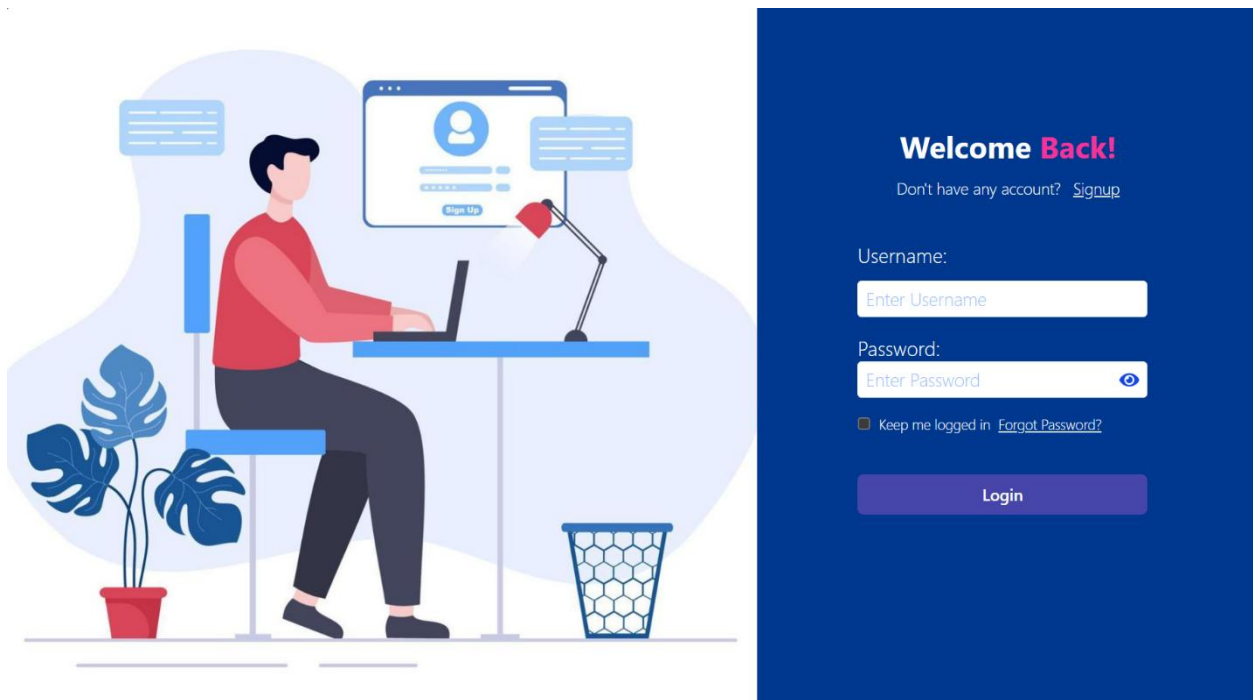 Sign Up
Welcome Back!
Don't have any account? Signup
Username:
Enter Username
Password:
Enter Password
Keep me logged in Forgot Password?
Login